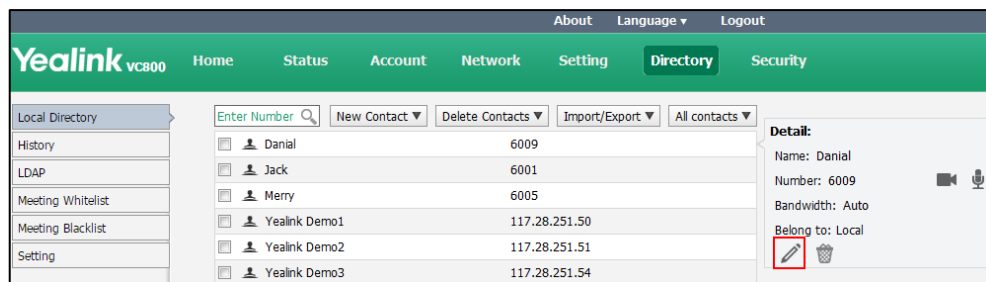 About Language ▾ Logout
Yealink VC800 Home Status Account Network Setting Directory Security
Local Directory
History
LDAP
Meeting Whitelist
Meeting Blacklist
Setting
Enter Number New Contact ▼ Delete Contacts ▼ Import/Export ▼ All contacts ▼
Danial 6009
Jack 6001
Merry 6005
Yealink Demo1 117.28.251.50
Yealink Demo2 117.28.251.51
Yealink Demo3 117.28.251.54
Detail:
Name: Danial
Number: 6009
Bandwidth: Auto
Belong to: Local